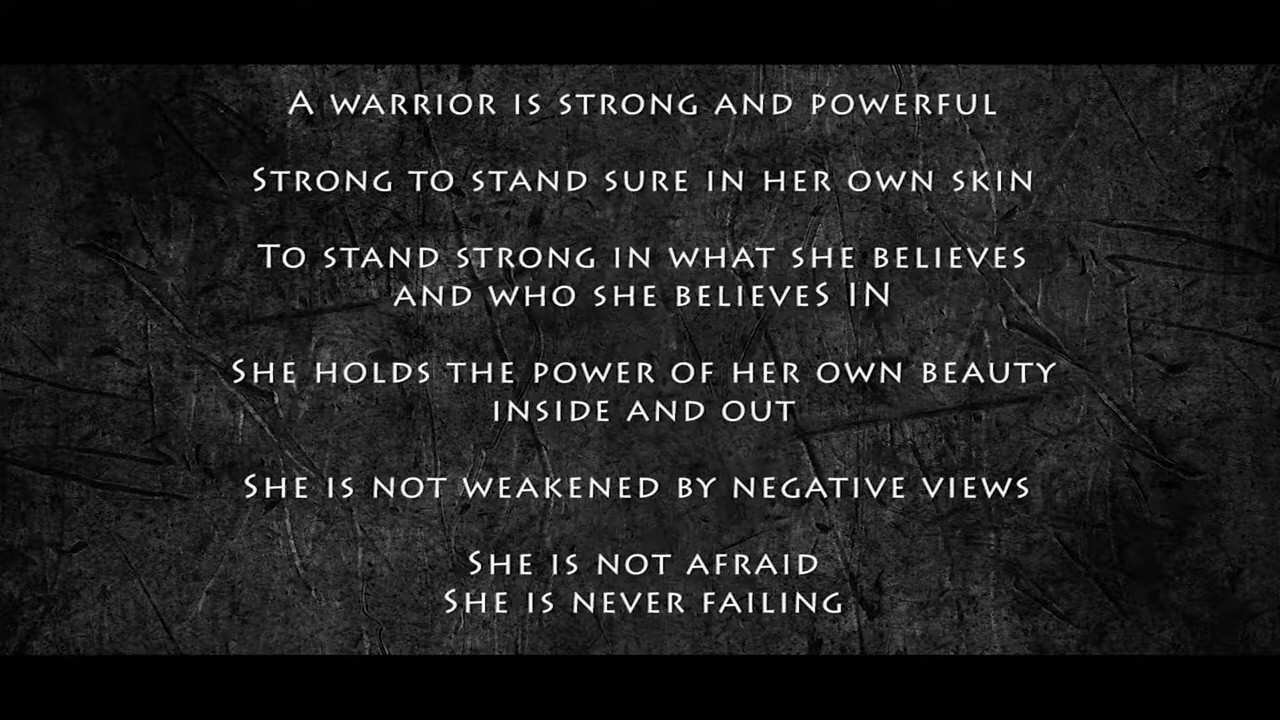 A WARRIOR IS STRONG AND POWERFUL
STRONG TO STAND SURE IN HER OWN SKIN
TO STAND STRONG IN WHAT SHE BELIEVES
AND WHO SHE BELIEVES IN
SHE HOLDS THE POWER OF HER OWN BEAUTY
INSIDE AND OUT
SHE IS NOT WEAKENED BY NEGATIVE VIEWS
SHE IS NOT AFRAID
SHE IS NEVER FAILING